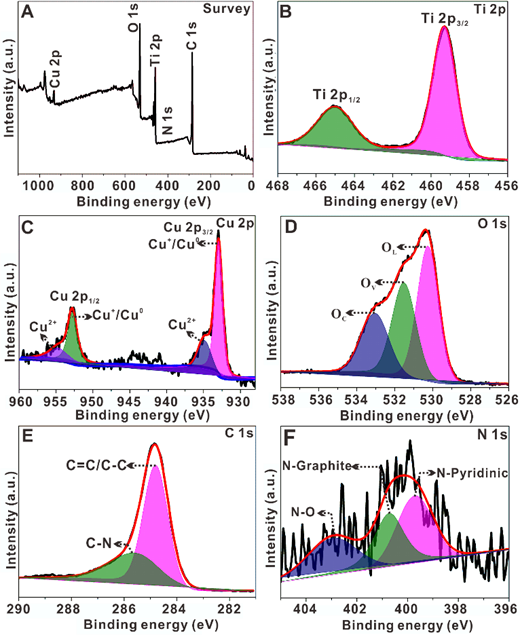 A
Survey
Cu 2p
O 1s
Ti 2p
N 1s
C 1s
Intensity (a.u.)
1000 800 600 400 200 0
Binding energy (eV)
B
Ti 2p
Ti 2p3/2
Ti 2p1/2
Intensity (a.u.)
468 466 464 462 460 458 456
Binding energy (eV)
C
Cu 2p3/2 Cu 2p
Cu+/Cu0
Cu 2p1/2
Cu2+
Cu+/Cu0
Cu2+
Intensity (a.u.)
960 955 950 945 940 935 930
Binding energy (eV)
D
O 1s
OL
OV
OC
Intensity (a.u.)
538 536 534 532 530 528 526
Binding energy (eV)
E
C 1s
C=C/C-C
C-N
Intensity (a.u.)
290 288 286 284 282
Binding energy (eV)
F
N 1s
N-Graphite
N-Pyridinic
N-O
Intensity (a.u.)
404 402 400 398 396
Binding energy (eV)